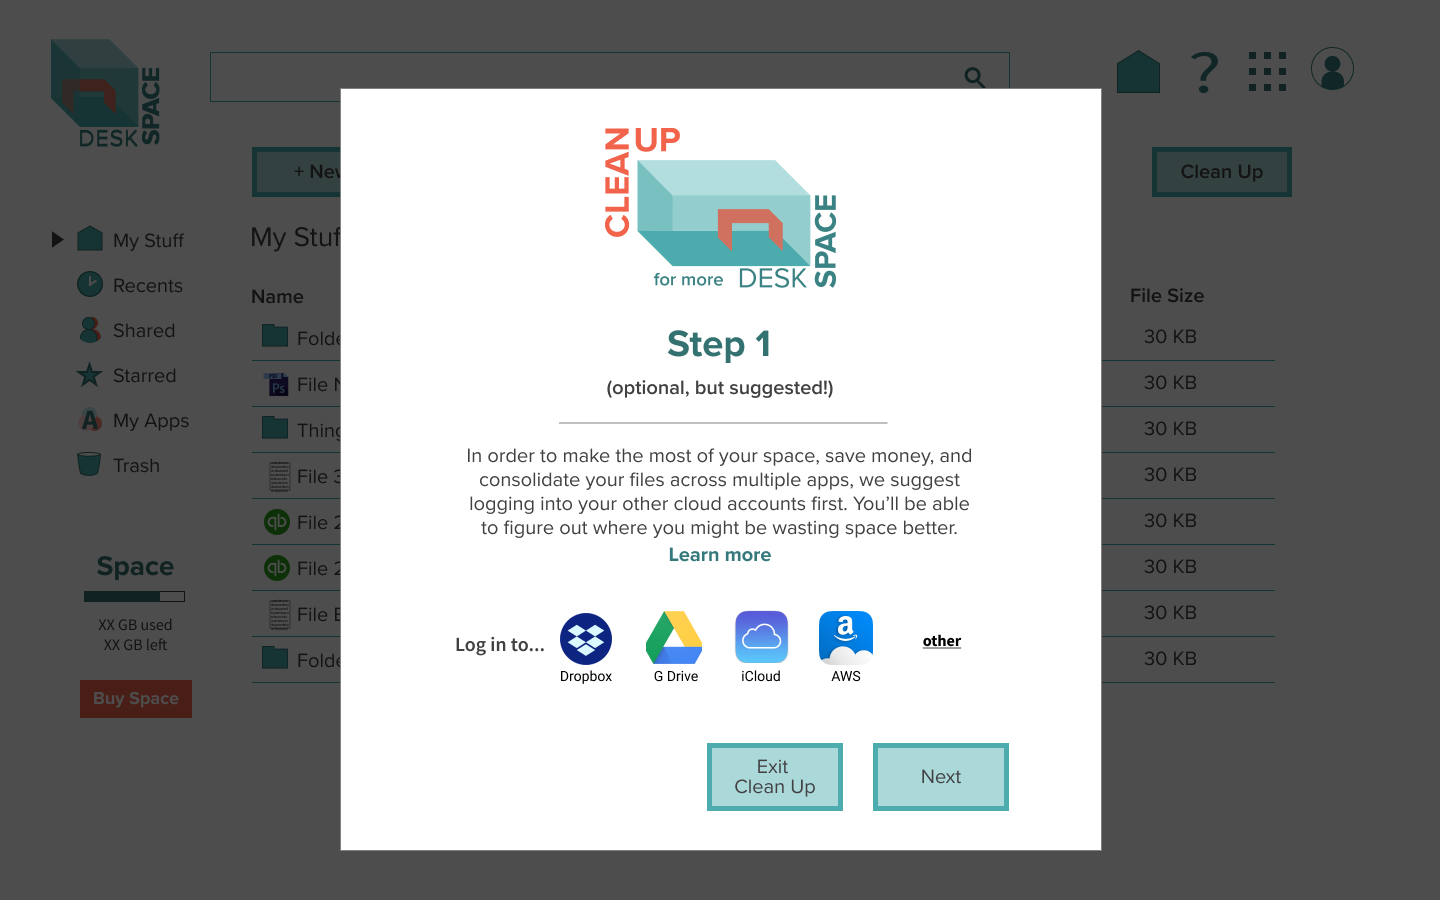 DESK
SPACE
+ New
Clean Up
My Stuff
Recents
Shared
Starred
My Apps
Trash
Space
XX GB used
XX GB left
Buy Space
My Stuf
Name
File Size
Folde
30 KB
File N
30 KB
Thing
30 KB
File 3
30 KB
qb
File 2
30 KB
qb
File 2
30 KB
File E
30 KB
Folde
30 KB
Ps
CLEAN
UP
for more
DESK
SPACE
Step 1
(optional, but suggested!)
In order to make the most of your space, save money, and
consolidate your files across multiple apps, we suggest
logging into your other cloud accounts first. You’ll be able
to figure out where you might be wasting space better.
Learn more
Log in to...
Dropbox
G Drive
iCloud
a
AWS
other
Exit
Clean Up
Next